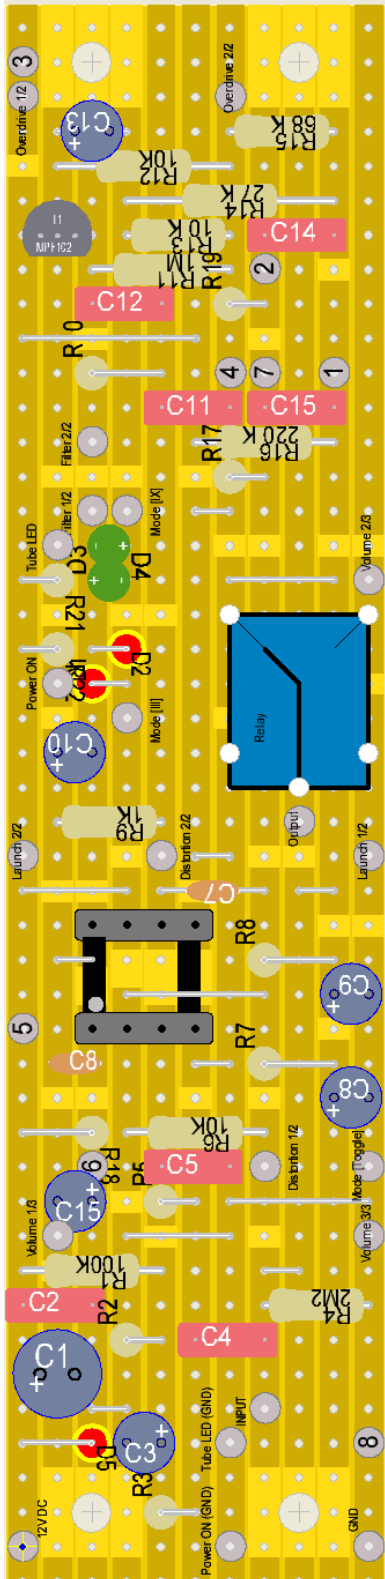 3
Overdrive 1/2
Overdrive 2/2
C13
+
R15
68 K
R12
10K
R14
27 K
MPF102
R13
10 K
C14
R11
1M
R19
2
C12
4
7
1
C11
C15
R16
220 K
R17
Filter 2/2
Filter 1/2
Mode [IX]
Tube LED
D3
-
+
+
-
D4
Volume 2/3
R21
Power ON
D2
Mode [III]
Relay
C10
+
R9
1K
Output
Launch 2/2
Distortion 2/2
Launch 1/2
C7
R8
C9
+
5
R7
C8
C8
+
R6
10K
R18
9
C5
Distortion 1/2
Mode [Toggle]
C15
+
Volume 1/3
Volume 3/3
R1
100K
C2
R2
R4
2M2
C4
C1
+
INPUT
C3
+
D5
R3
Tube LED (GND)
8
12V DC
Power ON (GND)
GND